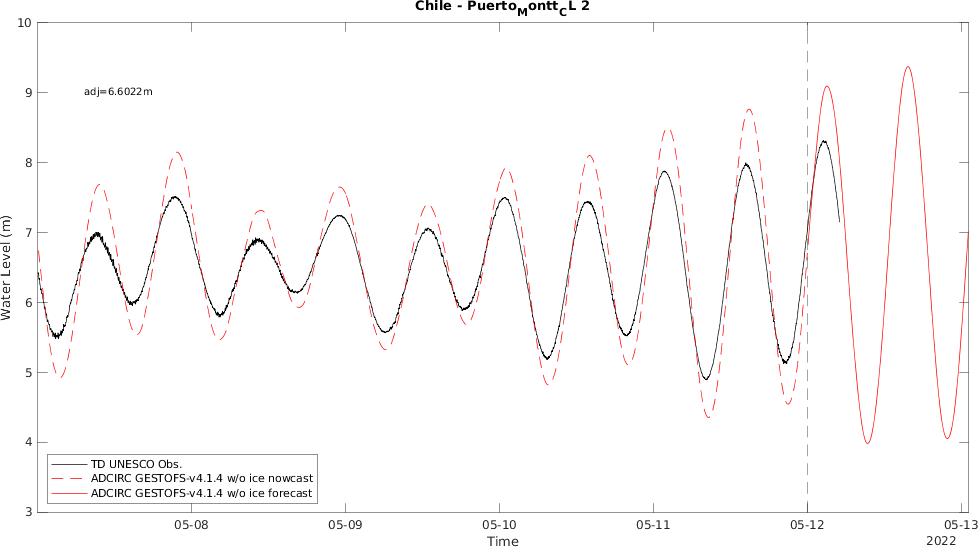 Chile - Puerto_Montt_CL 2
10
9
8
7
6
5
4
3
Water Level (m)
adj=6.6022m
TD UNESCO Obs.
ADCIRC GESTOFS-v4.1.4 w/o ice nowcast
ADCIRC GESTOFS-v4.1.4 w/o ice forecast
05-08
05-09
05-10
05-11
05-12
05-13
Time
2022